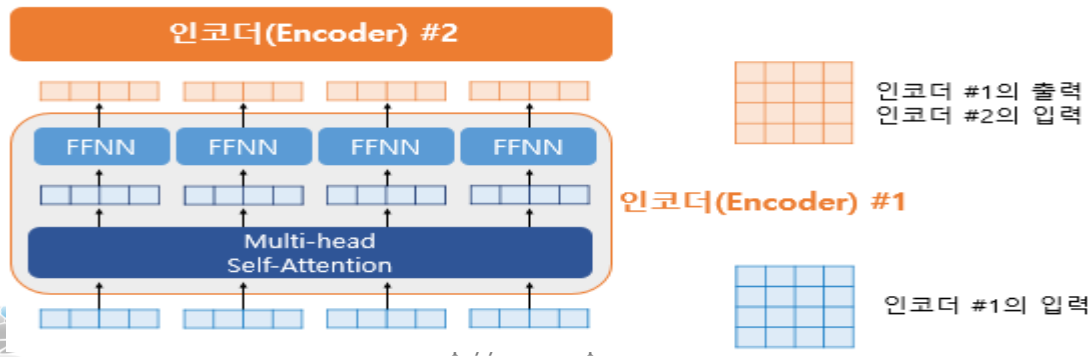 인코더(Encoder) #2
인코더 #1의 출력
인코더 #2의 입력
FFNN FFNN FFNN FFNN
인코더(Encoder) #1
Multi-head
Self-Attention
인코더 #1의 입력